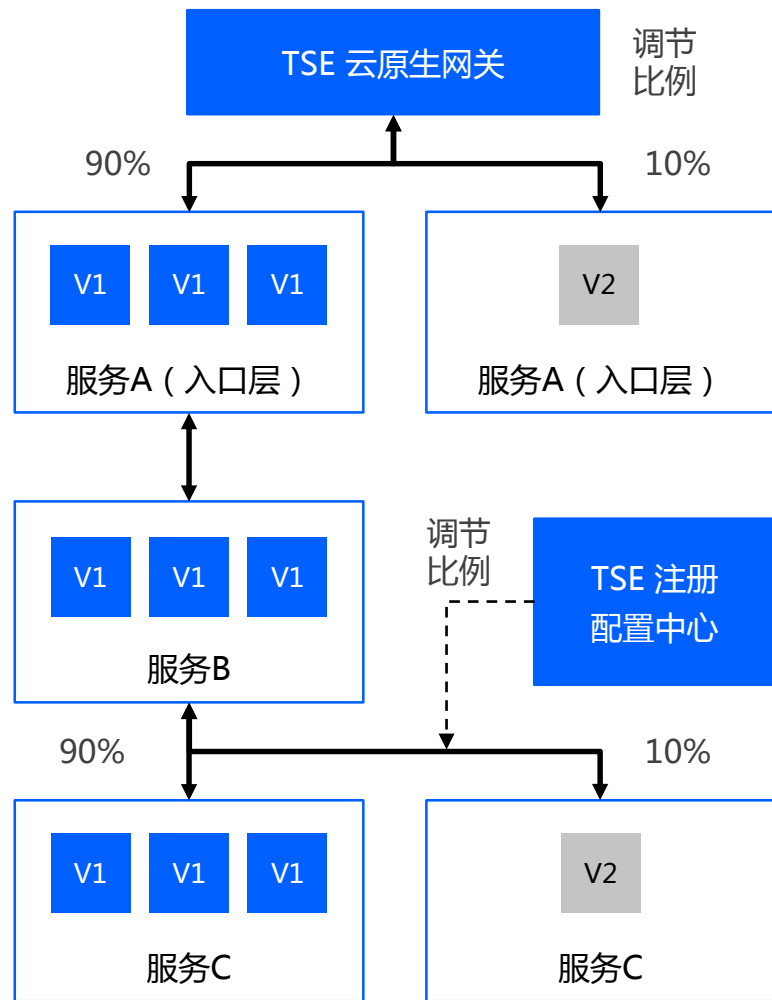 TSE 云原生网关
调节
比例
90%
10%
V1 V1 V1
V2
服务A（入口层）
服务A（入口层）
V1 V1 V1
服务B
调节
比例
TSE 注册
配置中心
90%
10%
V1 V1 V1
V2
服务C
服务C